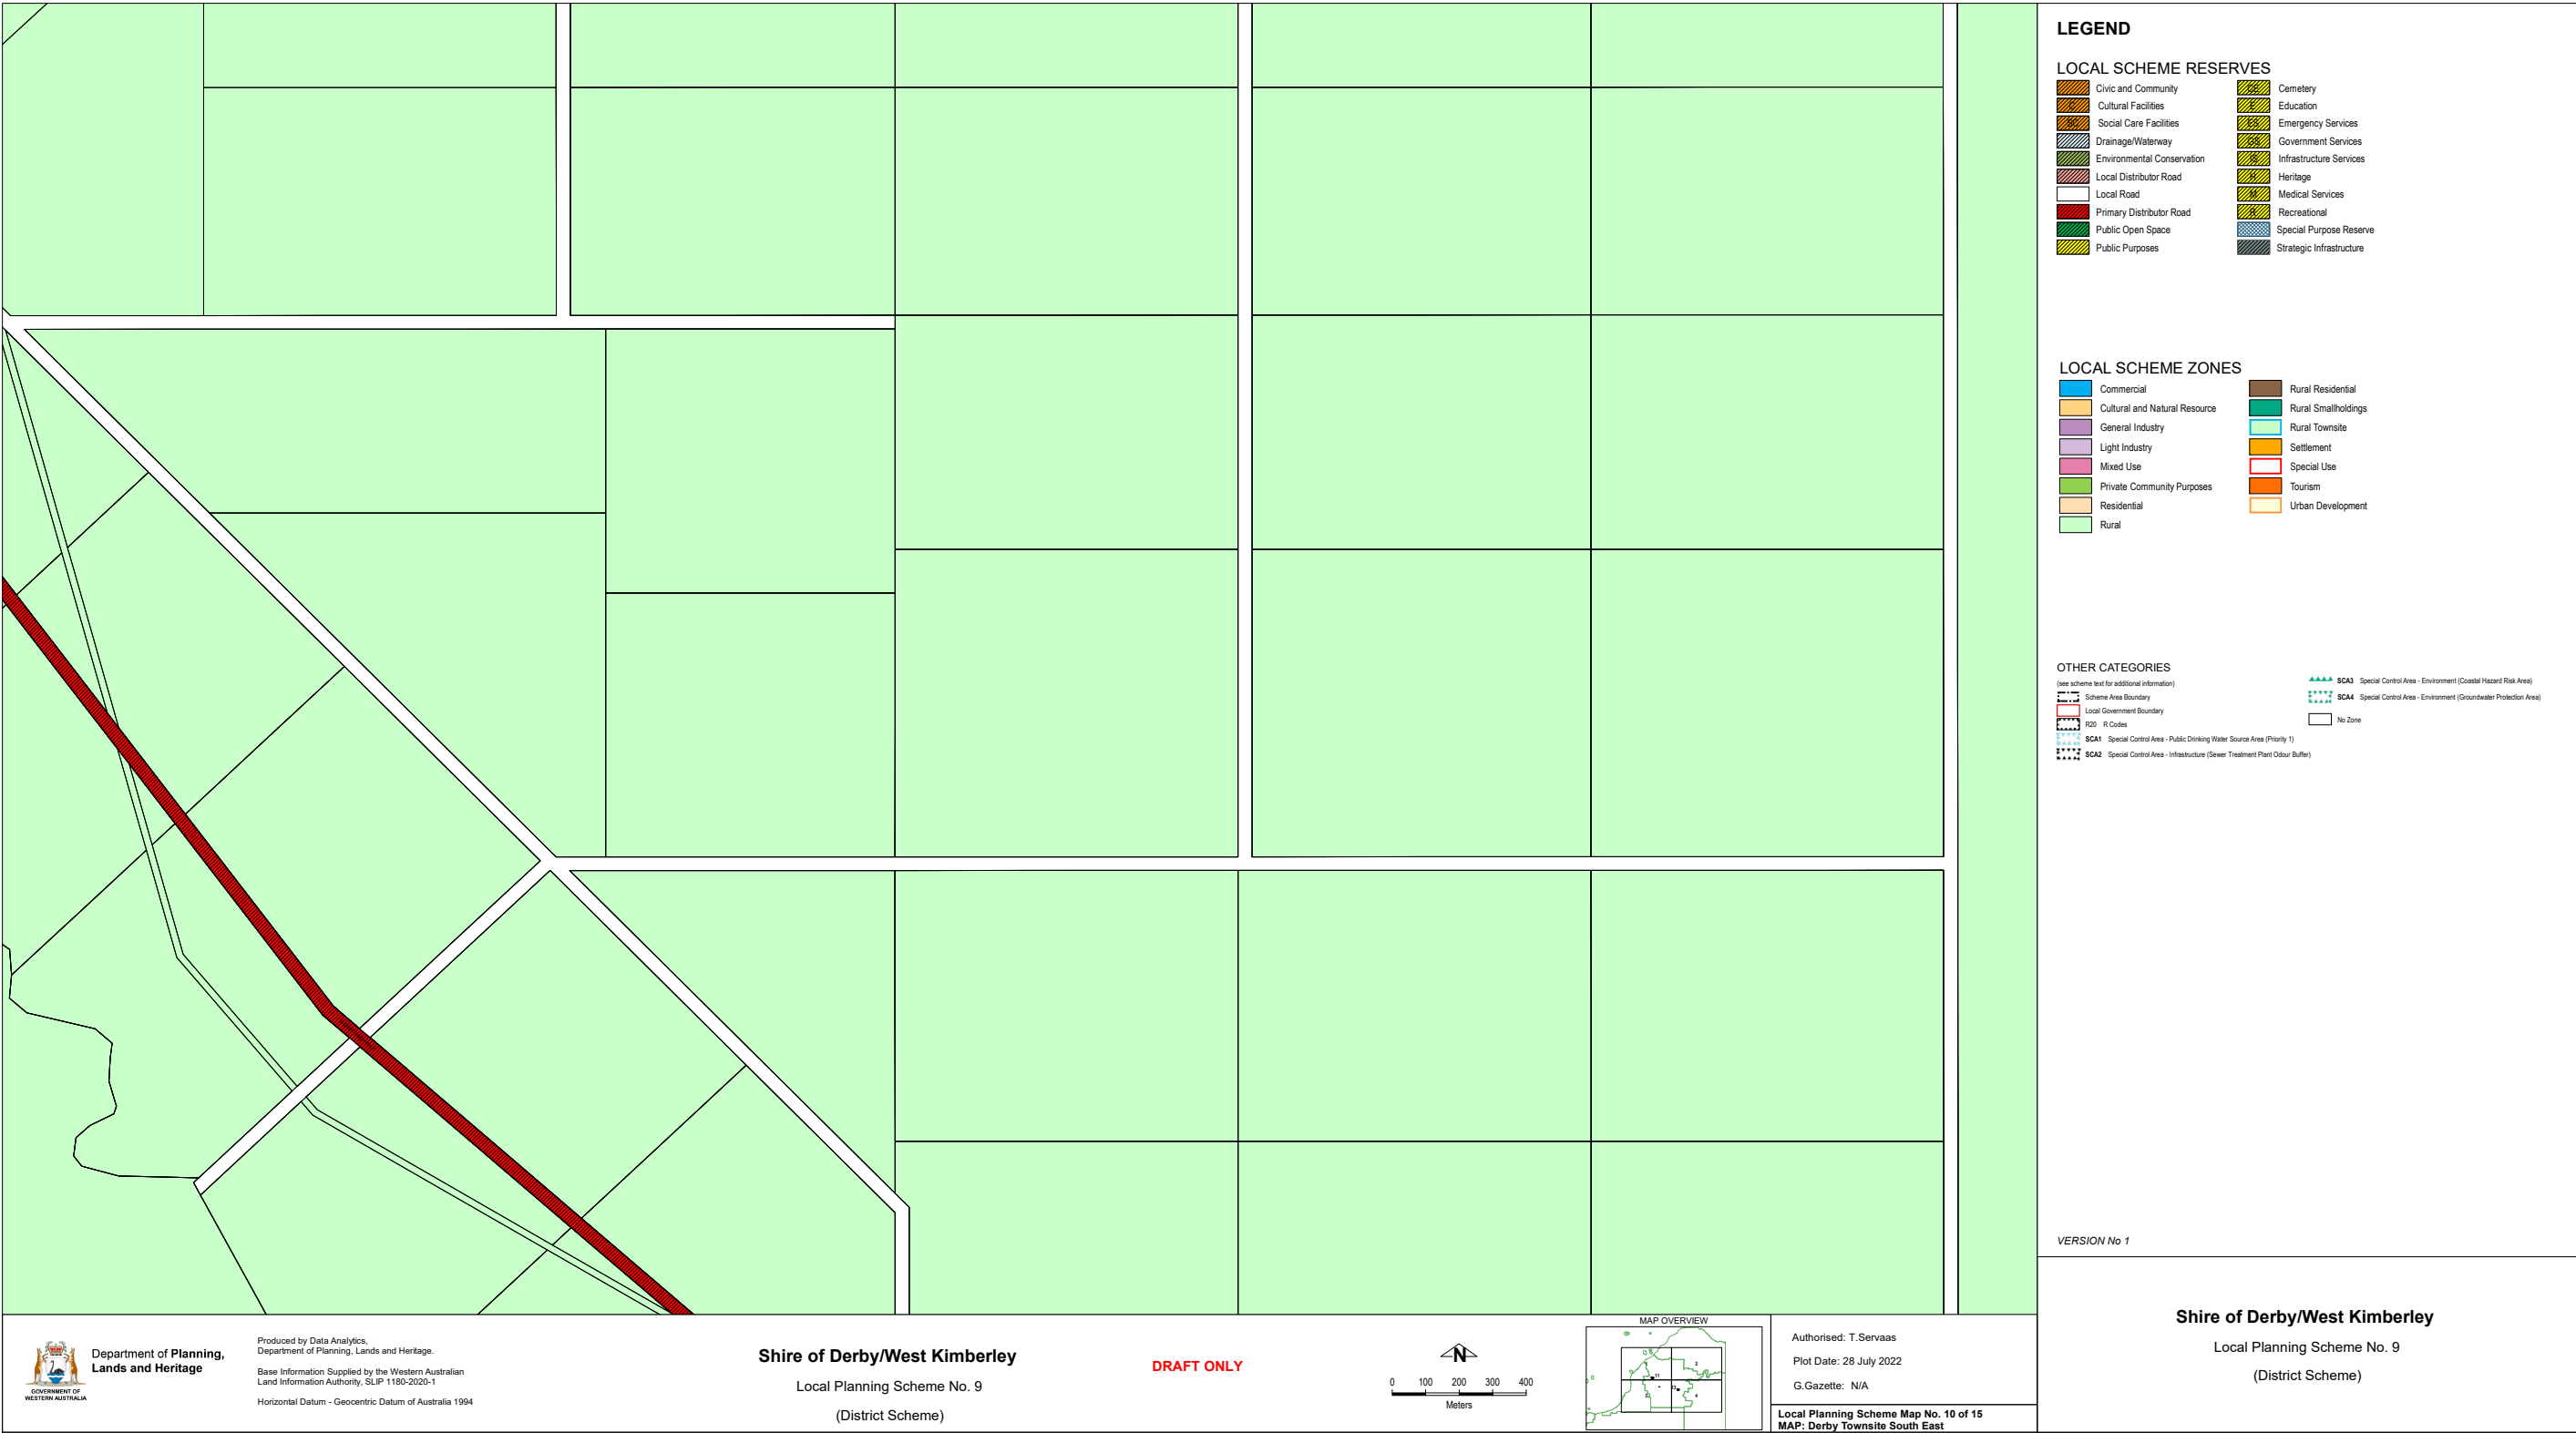 LEGEND
LOCAL SCHEME RESERVES
Civic and Community
C Cultural Facilities
SC Social Care Facilities
Drainage/Waterway
Environmental Conservation
Local Distributor Road
Local Road
Primary Distributor Road
Public Open Space
Public Purposes
CE Cemetery
E Education
ES Emergency Services
GS Government Services
IS Infrastructure Services
H Heritage
M Medical Services
R Recreational
Special Purpose Reserve
Strategic Infrastructure
LOCAL SCHEME ZONES
Commercial
Cultural and Natural Resource
General Industry
Light Industry
Mixed Use
Private Community Purposes
Residential
Rural
Rural Residential
Rural Smallholdings
Rural Townsite
Settlement
Special Use
Tourism
Urban Development
OTHER CATEGORIES
(see scheme text for additional information)
Scheme Area Boundary
Local Government Boundary
R20 R Codes
SCA1 Special Control Area - Public Drinking Water Source Area (Priority 1)
SCA2 Special Control Area - Infrastructure (Sewer Treatment Plant Odour Buffer)
SCA3 Special Control Area - Environment (Coastal Hazard Risk Area)
SCA4 Special Control Area - Environment (Groundwater Protection Area)
No Zone
VERSION No 1
Shire of Derby/West Kimberley
Local Planning Scheme No. 9
(District Scheme)
GOVERNMENT OF
WESTERN AUSTRALIA
Department of Planning,
Lands and Heritage
Produced by Data Analytics,
Department of Planning, Lands and Heritage.
Base Information Supplied by the Western Australian
Land Information Authority, SLIP 1180-2020-1
Horizontal Datum - Geocentric Datum of Australia 1994
Shire of Derby/West Kimberley
Local Planning Scheme No. 9
(District Scheme)
DRAFT ONLY
N
0 100 200 300 400
Meters
MAP OVERVIEW
2
11
4
Authorised: T.Servaas
Plot Date: 28 July 2022
G.Gazette: N/A
Local Planning Scheme Map No. 10 of 15
MAP: Derby Townsite South East